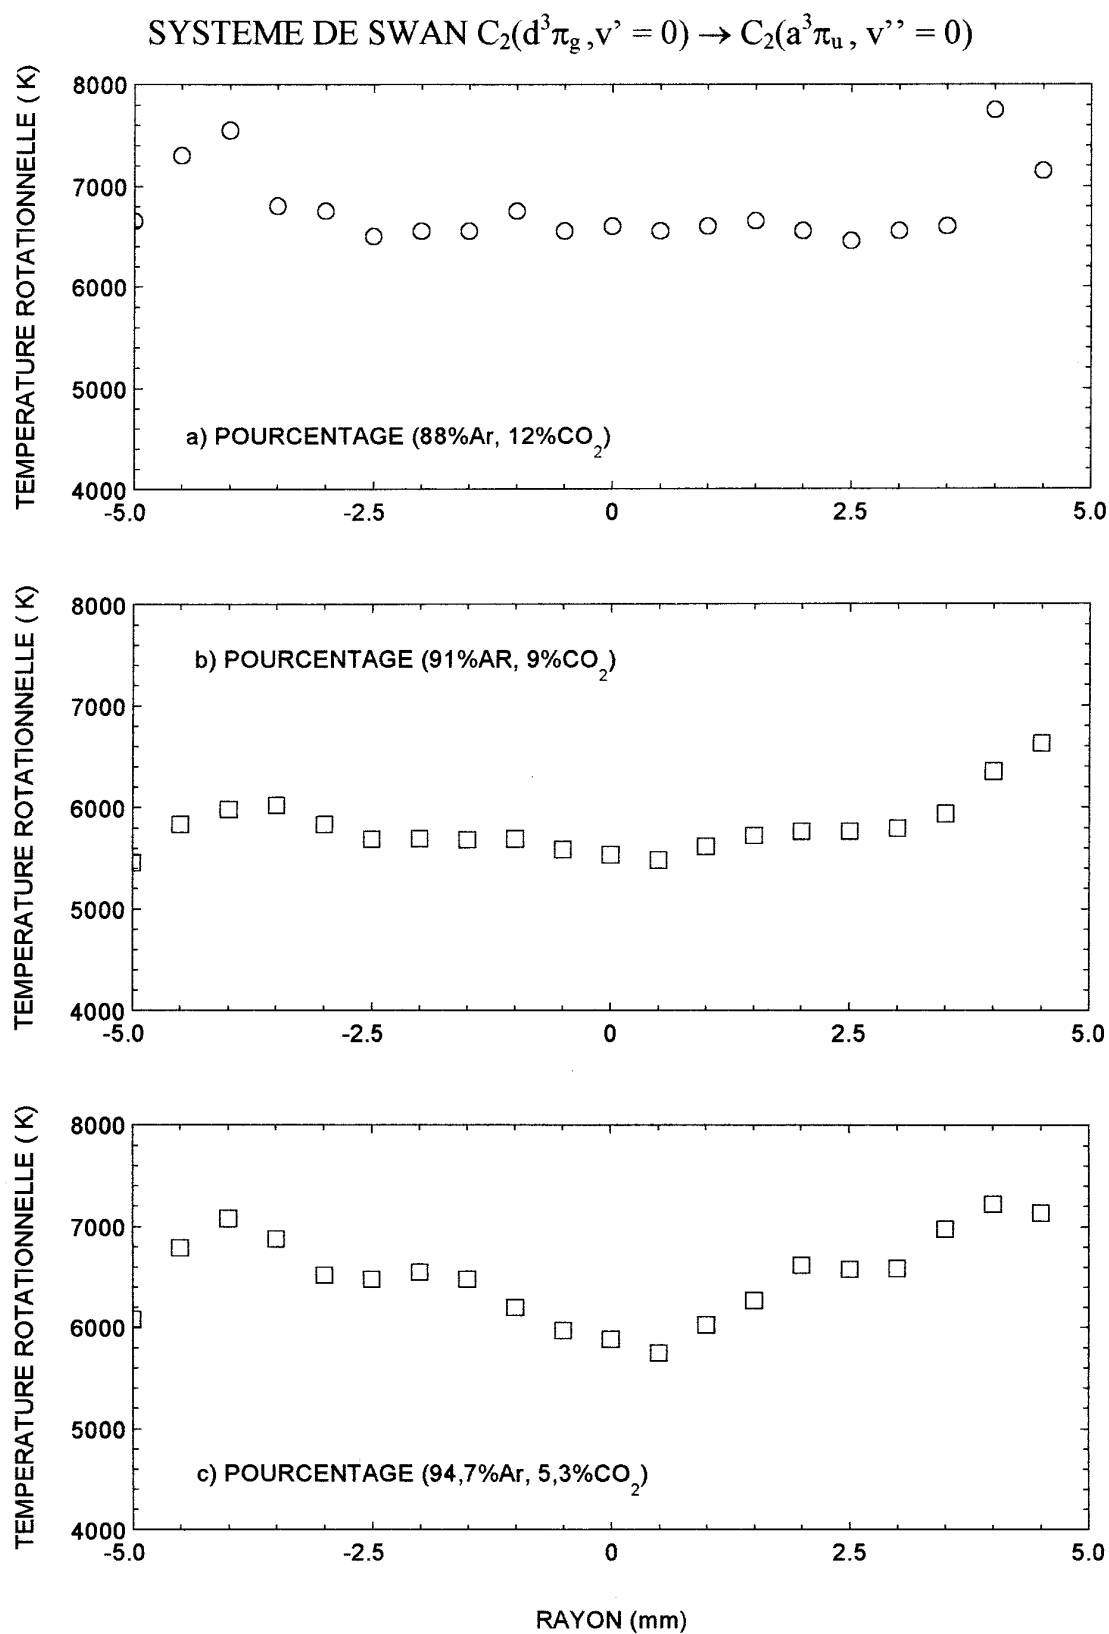 SYSTEME DE SWAN C₂(d³πg, v' = 0) → C₂(a³πu, v'' = 0)
TEMPERATURE ROTATIONNELLE (K)
8000
7000
6000
5000
4000
a) POURCENTAGE (88%Ar, 12%CO₂)
-5.0 -2.5 0 2.5 5.0
TEMPERATURE ROTATIONNELLE (K)
8000
b) POURCENTAGE (91%AR, 9%CO₂)
7000
6000
5000
4000
-5.0 -2.5 0 2.5 5.0
TEMPERATURE ROTATIONNELLE (K)
8000
7000
6000
5000
c) POURCENTAGE (94,7%Ar, 5,3%CO₂)
4000
-5.0 -2.5 0 2.5 5.0
RAYON (mm)